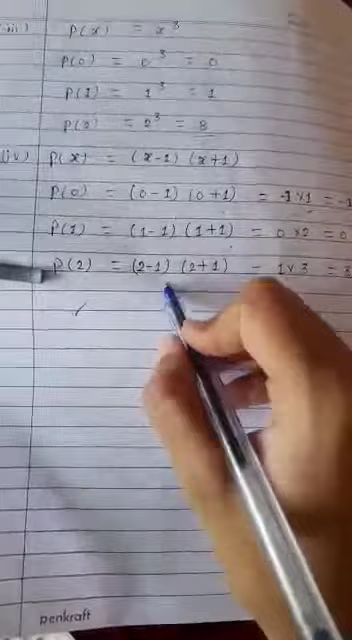 (iii) P(x) = x³
P(0) = 0³ = 0
P(1) = 1³ = 1
P(2) = 2³ = 8
(iv) P(x) = (x-1) (x+1)
P(0) = (0-1) (0+1) = -1×1 = -1
P(1) = (1-1) (1+1) = 0×2 = 0
P(2) = (2-1) (2+1) = 1×3 = 3
penkraft